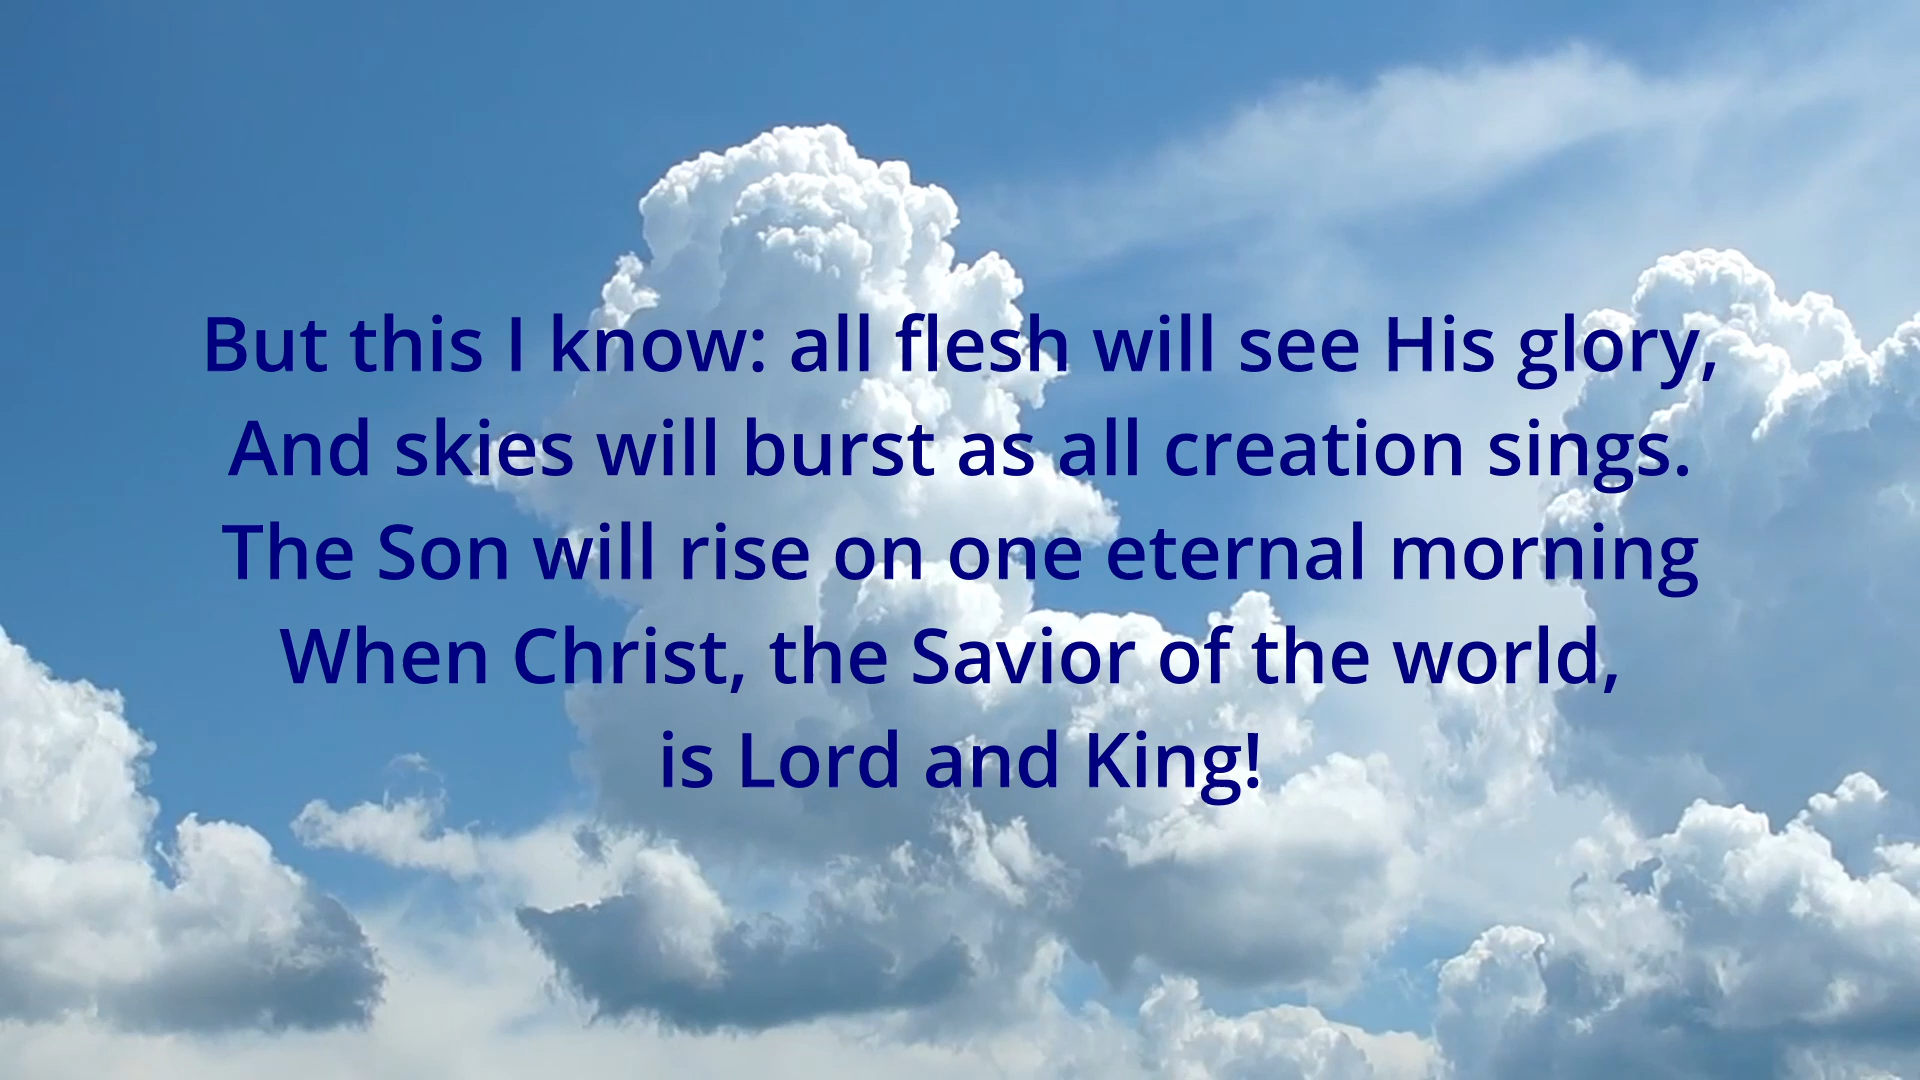 But this I know: all flesh will see His glory,
And skies will burst as all creation sings.
The Son will rise on one eternal morning
When Christ, the Savior of the world,
is Lord and King!